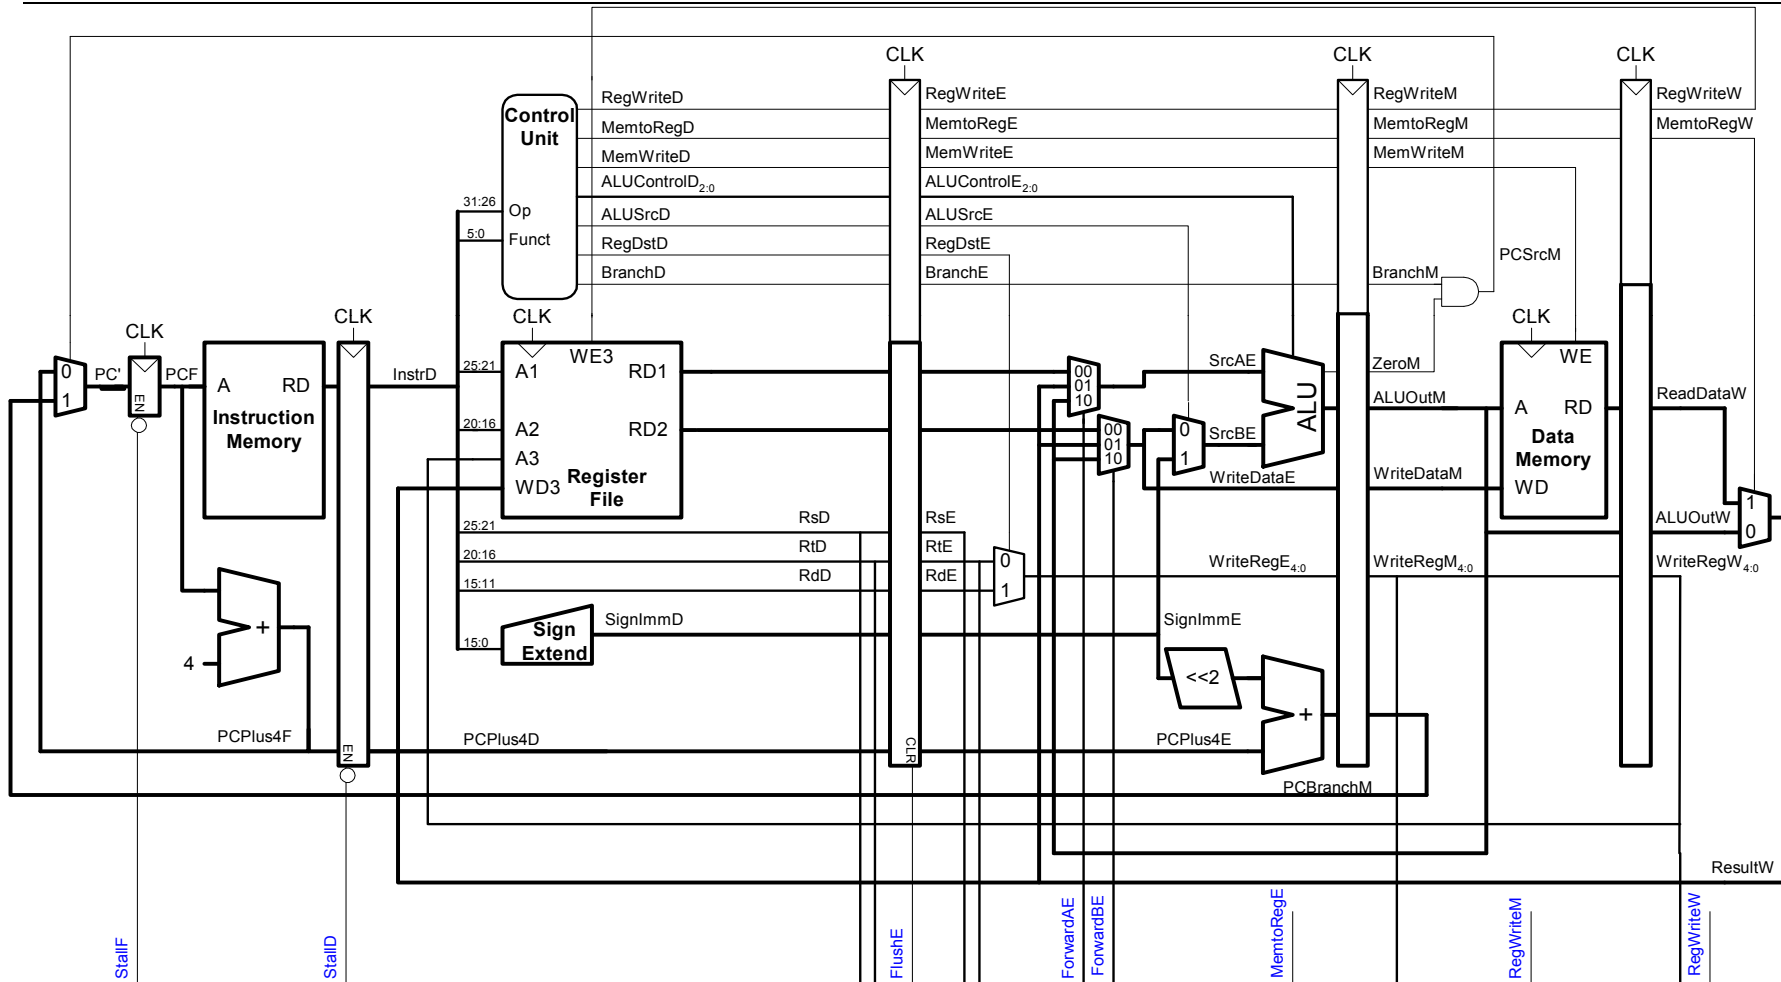 CLK
CLK
CLK
Control
Unit
Op
Funct
31:26
5:0
RegWriteD
MemtoRegD
MemWriteD
ALUControlD2:0
ALUSrcD
RegDstD
BranchD
RegWriteE
MemtoRegE
MemWriteE
ALUControlE2:0
ALUSrcE
RegDstE
BranchE
RegWriteM
MemtoRegM
MemWriteM
BranchM
PCSrcM
RegWriteW
MemtoRegW
0
1
PC'
CLK
EN
PCF
A
RD
Instruction
Memory
CLK
EN
InstrD
25:21
20:16
CLK
WE3
A1
RD1
A2
RD2
A3
WD3
Register
File
00
01
10
00
01
10
0
1
SrcAE
SrcBE
ALU
WriteDataE
ZeroM
ALUOutM
WriteDataM
CLK
WE
A
RD
Data
Memory
WD
ReadDataW
ALUOutW
1
0
25:21
20:16
15:11
15:0
RsD
RtD
RdD
RsE
RtE
RdE
0
1
WriteRegE4:0
WriteRegM4:0
WriteRegW4:0
Sign
Extend
SignImmD
SignImmE
<<2
+
4
+
PCPlus4F
PCPlus4D
CLR
PCPlus4E
PCBranchM
ResultW
StallF
StallD
FlushE
ForwardAE
ForwardBE
MemtoRegE
RegWriteM
RegWriteW